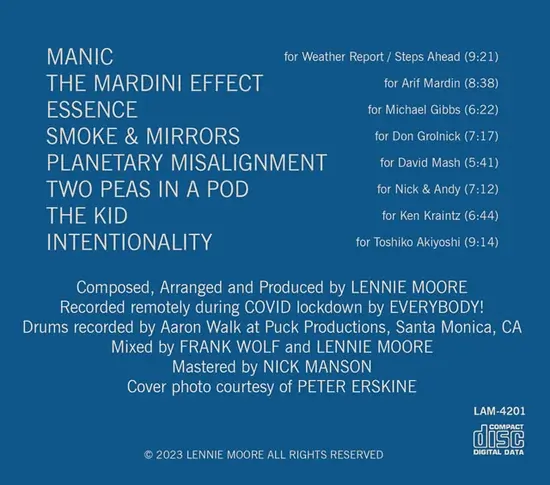 MANIC for Weather Report / Steps Ahead (9:21)
THE MARDINI EFFECT for Arif Mardin (8:38)
ESSENCE for Michael Gibbs (6:22)
SMOKE & MIRRORS for Don Grolnick (7:17)
PLANETARY MISALIGNMENT for David Mash (5:41)
TWO PEAS IN A POD for Nick & Andy (7:12)
THE KID for Ken Kraintz (6:44)
INTENTIONALITY for Toshiko Akiyoshi (9:14)
Composed, Arranged and Produced by LENNIE MOORE
Recorded remotely during COVID lockdown by EVERYBODY!
Drums recorded by Aaron Walk at Puck Productions, Santa Monica, CA
Mixed by FRANK WOLF and LENNIE MOORE
Mastered by NICK MANSON
Cover photo courtesy of PETER ERSKINE
LAM-4201
COMPACT
disc
DIGITAL DATA
© 2023 LENNIE MOORE ALL RIGHTS RESERVED